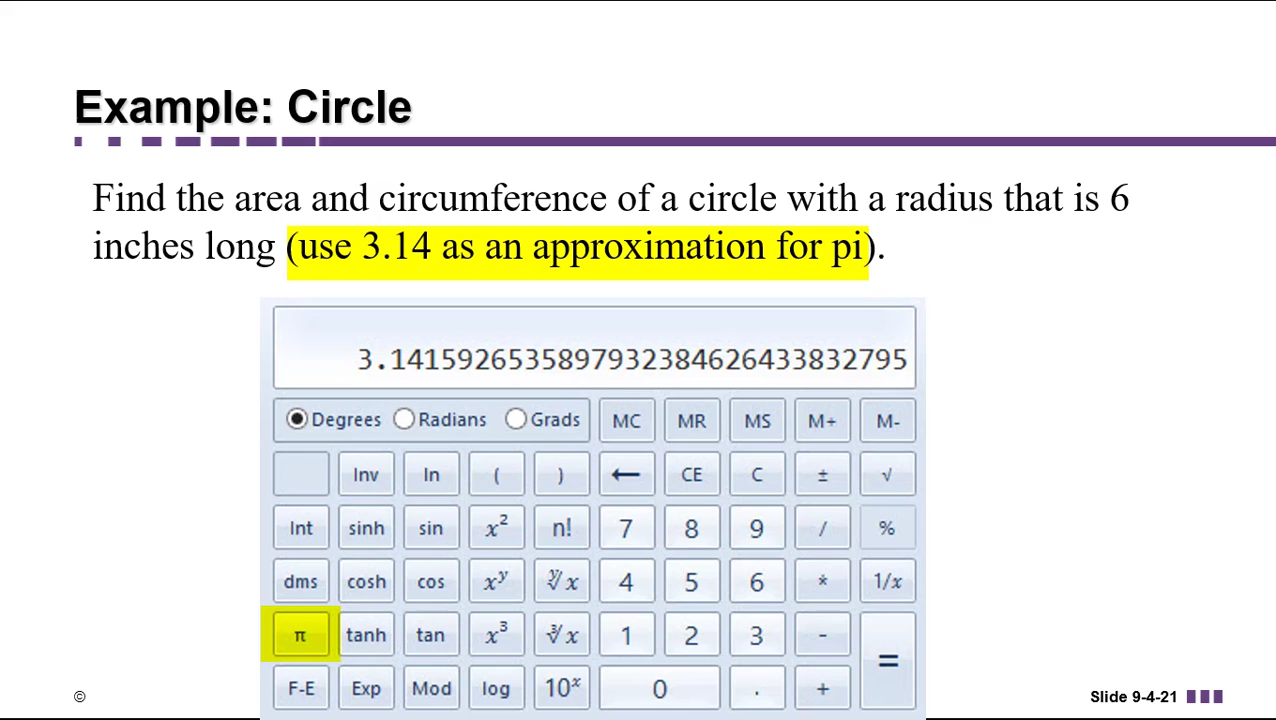 Example: Circle
Find the area and circumference of a circle with a radius that is 6
inches long (use 3.14 as an approximation for pi).
3.1415926535897932384626433832795
Degrees Radians Grads MC MR MS M+ M-
Inv In ( ) ← CE C ± √
Int sinh sin x² n! 7 8 9 / %
dms cosh cos xʸ ʸ√x 4 5 6 * 1/x
π tanh tan x³ ³√x 1 2 3 - =
F-E Exp Mod log 10ˣ 0 . +
© Slide 9-4-21